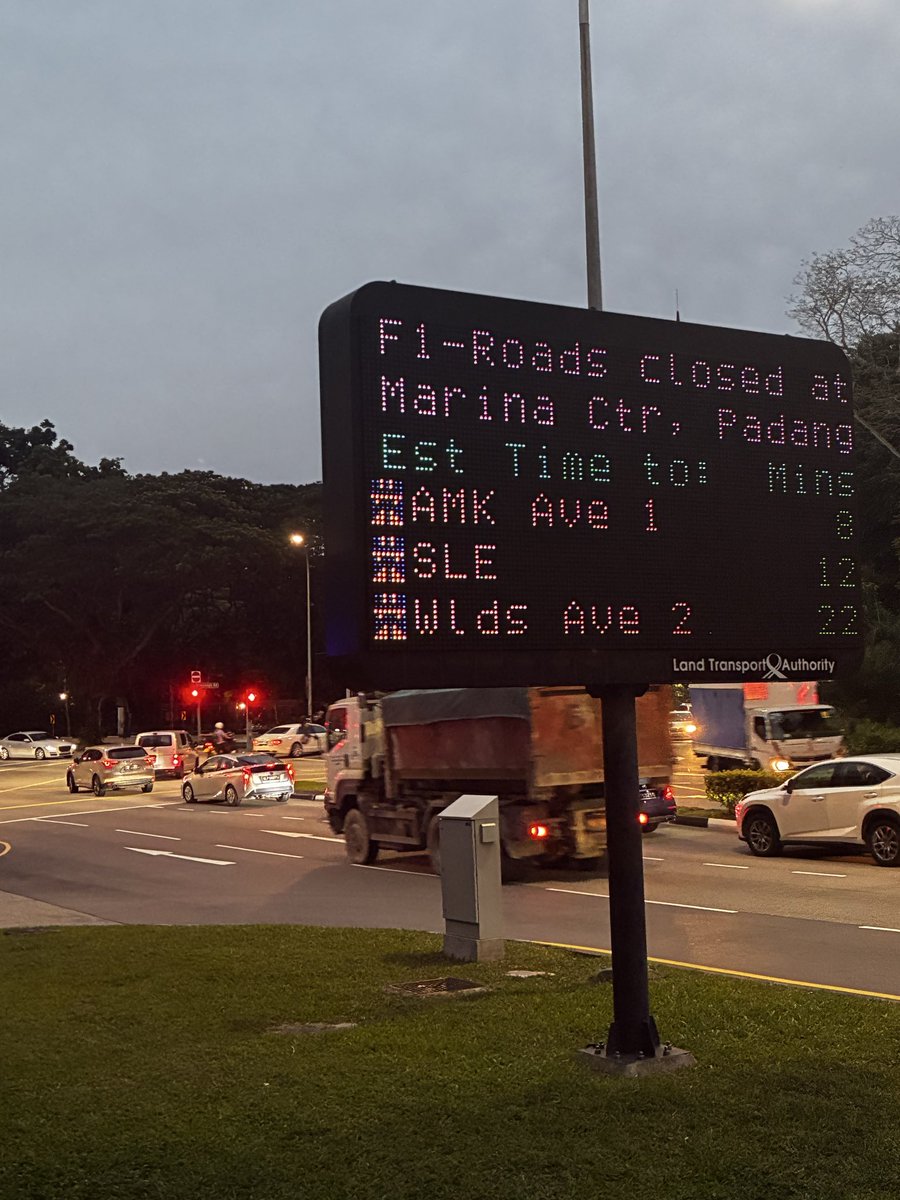 F1-Roads closed at
Marina Ctr, Padang
Est Time to: Mins
AMK Ave 1 8
SLE 12
Wlds Ave 2 22
Land Transport Authority